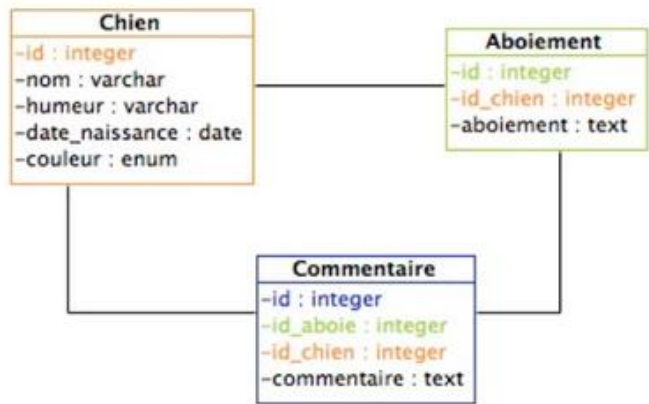 Chien
-id : integer
-nom : varchar
-humeur : varchar
-date_naissance : date
-couleur : enum
Aboiement
-id : integer
-id_chien : integer
-aboiement : text
Commentaire
-id : integer
-id_aboie : integer
-id_chien : integer
-commentaire : text